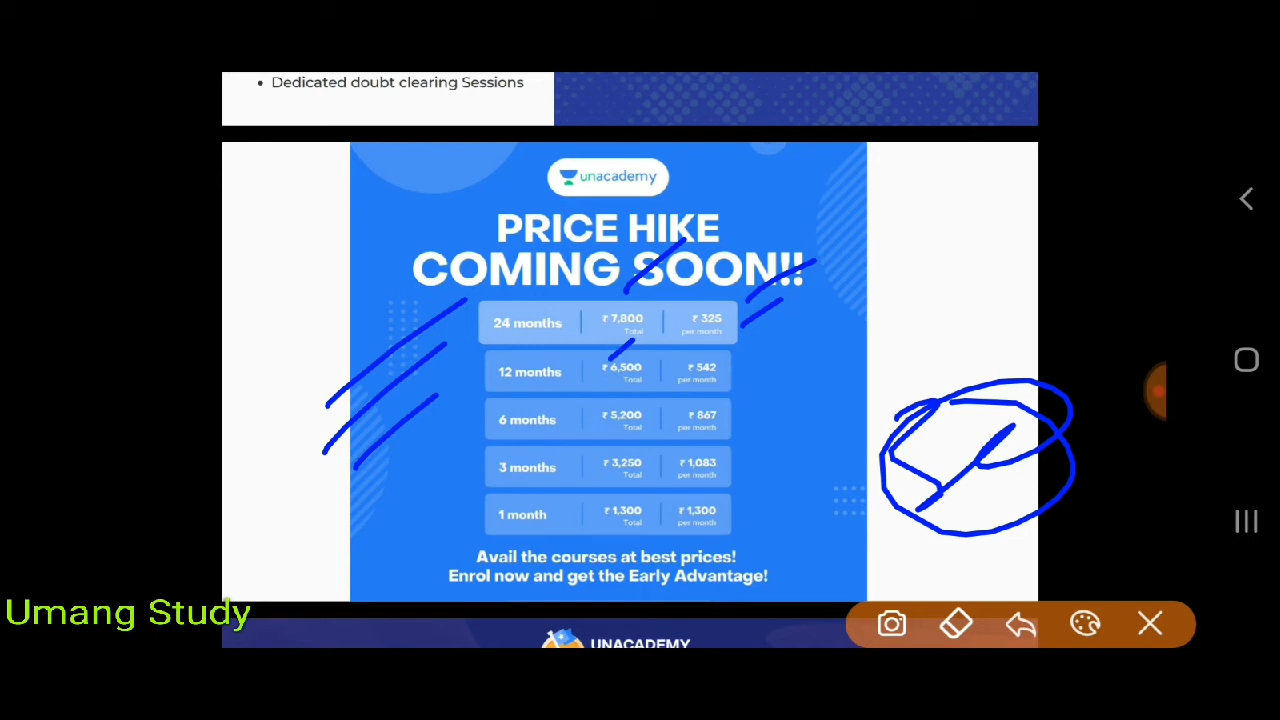 Dedicated doubt clearing Sessions
unacademy
PRICE HIKE
COMING SOON!!
24 months ₹ 7,800 Total ₹ 325 per month
12 months ₹ 6,500 Total ₹ 542 per month
6 months ₹ 5,200 Total ₹ 867 per month
3 months ₹ 3,250 Total ₹ 1,083 per month
1 month ₹ 1,300 Total ₹ 1,300 per month
Avail the courses at best prices!
Enrol now and get the Early Advantage!
Umang Study
UNACADEMY